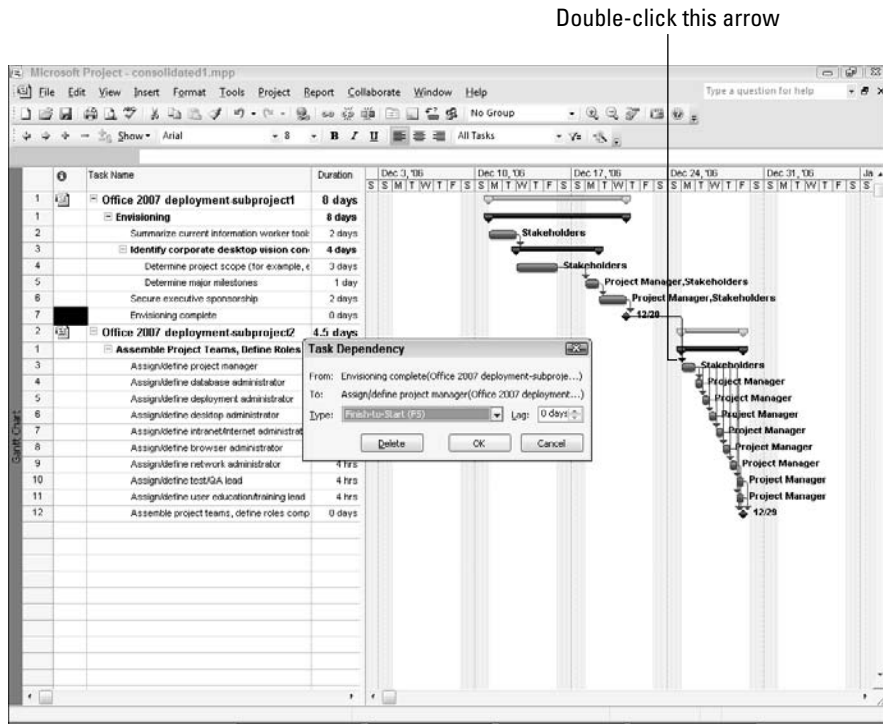 Double-click this arrow
Microsoft Project - consolidated1.mpp
File Edit View Insert Format Tools Project Report Collaborate Window Help
Type a question for help
No Group
Show Arial 8 B I U All Tasks
Task Name Duration
Dec 3, '06 Dec 10, '06 Dec 17, '06 Dec 24, '06 Dec 31, '06 Ja
S S M T W T F S S M T W T F S S M T W T F S S M T W T F S S M T W T F S S
1 Office 2007 deployment-subproject1 8 days
1 Envisioning 8 days
2 Summarize current information worker tools 2 days Stakeholders
3 Identify corporate desktop vision con 4 days
4 Determine project scope (for example, e 3 days Stakeholders
5 Determine major milestones 1 day Project Manager,Stakeholders
6 Secure executive sponsorship 2 days Project Manager,Stakeholders
7 Envisioning complete 0 days 12/20
2 Office 2007 deployment-subproject2 4.5 days
1 Assemble Project Teams, Define Roles
3 Assign/define project manager Stakeholders
4 Assign/define database administrator Project Manager
5 Assign/define deployment administrator Project Manager
6 Assign/define desktop administrator Project Manager
7 Assign/define intranet/Internet administrat Project Manager
8 Assign/define browser administrator Project Manager
9 Assign/define network administrator 4 hrs Project Manager
10 Assign/define test/QA lead 4 hrs Project Manager
11 Assign/define user education/training lead 4 hrs Project Manager
12 Assemble project teams, define roles comp 0 days 12/29
Task Dependency
From: Envisioning complete(Office 2007 deployment-subproje...)
To: Assign/define project manager(Office 2007 deployment...)
Type: Finish-to-Start (FS) Lag: 0 days
Delete OK Cancel
Gantt Chart